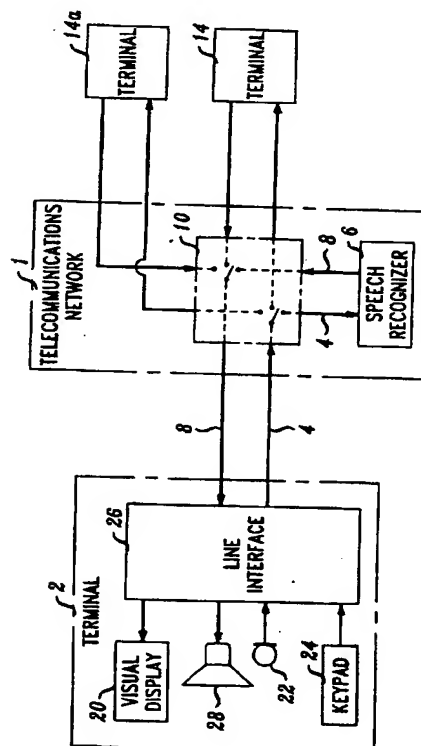 2
TERMINAL
20
VISUAL
DISPLAY
28
22
24
KEYPAD
26
LINE
INTERFACE
8
4
1
TELECOMMUNICATIONS
NETWORK
10
8
4
6
SPEECH
RECOGNIZER
14a
TERMINAL
14
TERMINAL